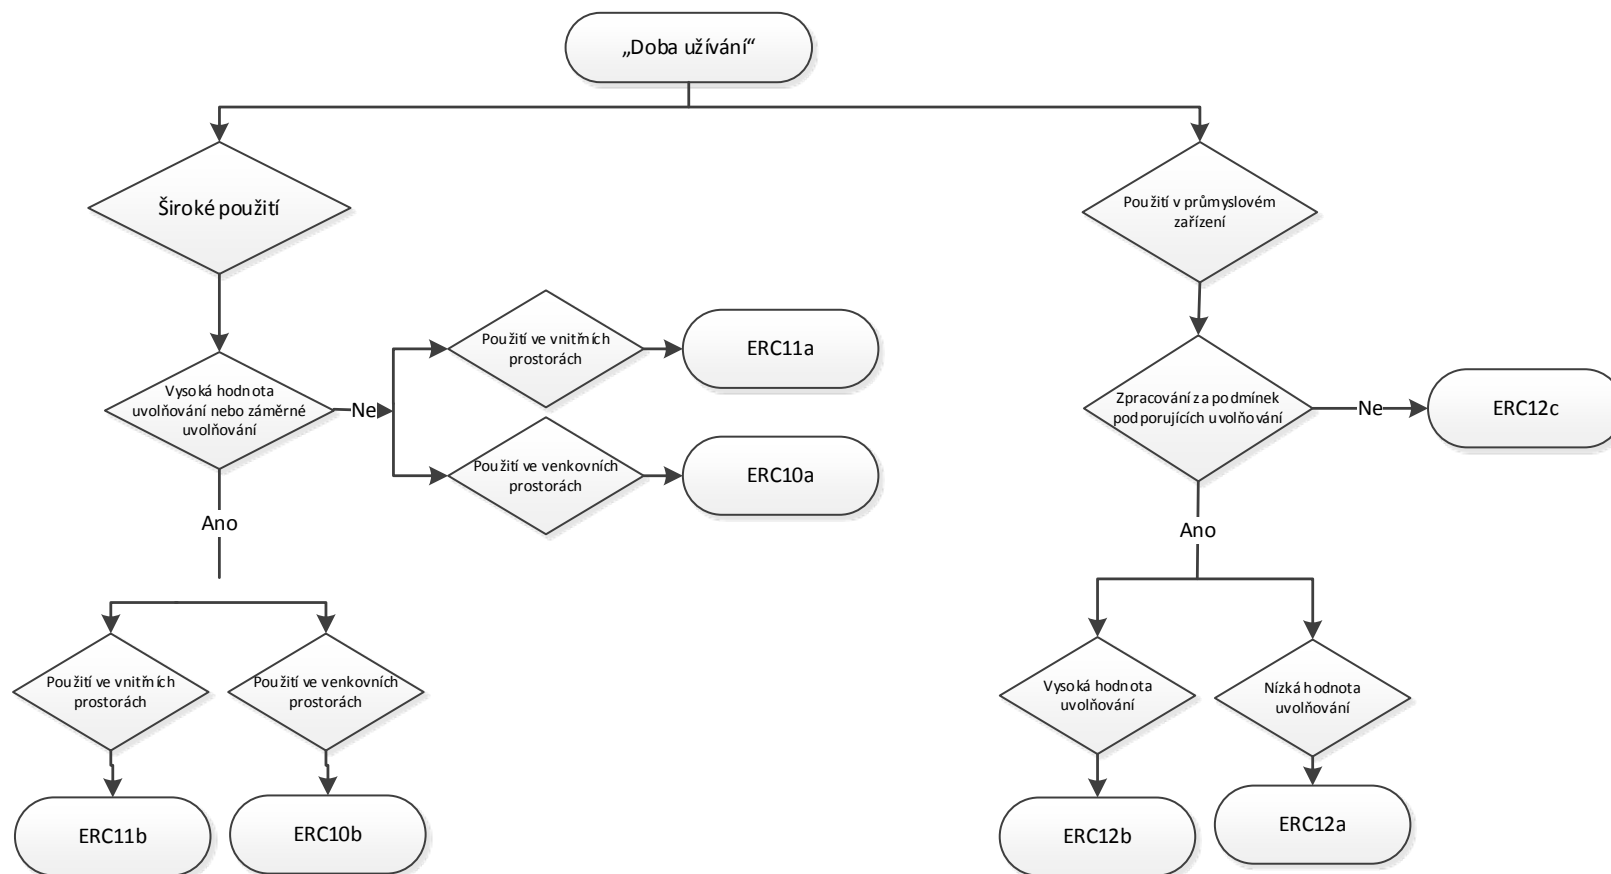 „Doba užívání“
Široké použití
Použití v průmyslovém
zařízení
Použití ve vnitřních
prostorách
ERC11a
Vysoká hodnota
uvolňování nebo záměrné
uvolňování
Ne
Zpracování za podmínek
podporujících uvolňování
Ne
ERC12c
Použití ve venkovních
prostorách
ERC10a
Ano
Ano
Použití ve vnitřních
prostorách
Použití ve venkovních
prostorách
Vysoká hodnota
uvolňování
Nízká hodnota
uvolňování
ERC11b
ERC10b
ERC12b
ERC12a